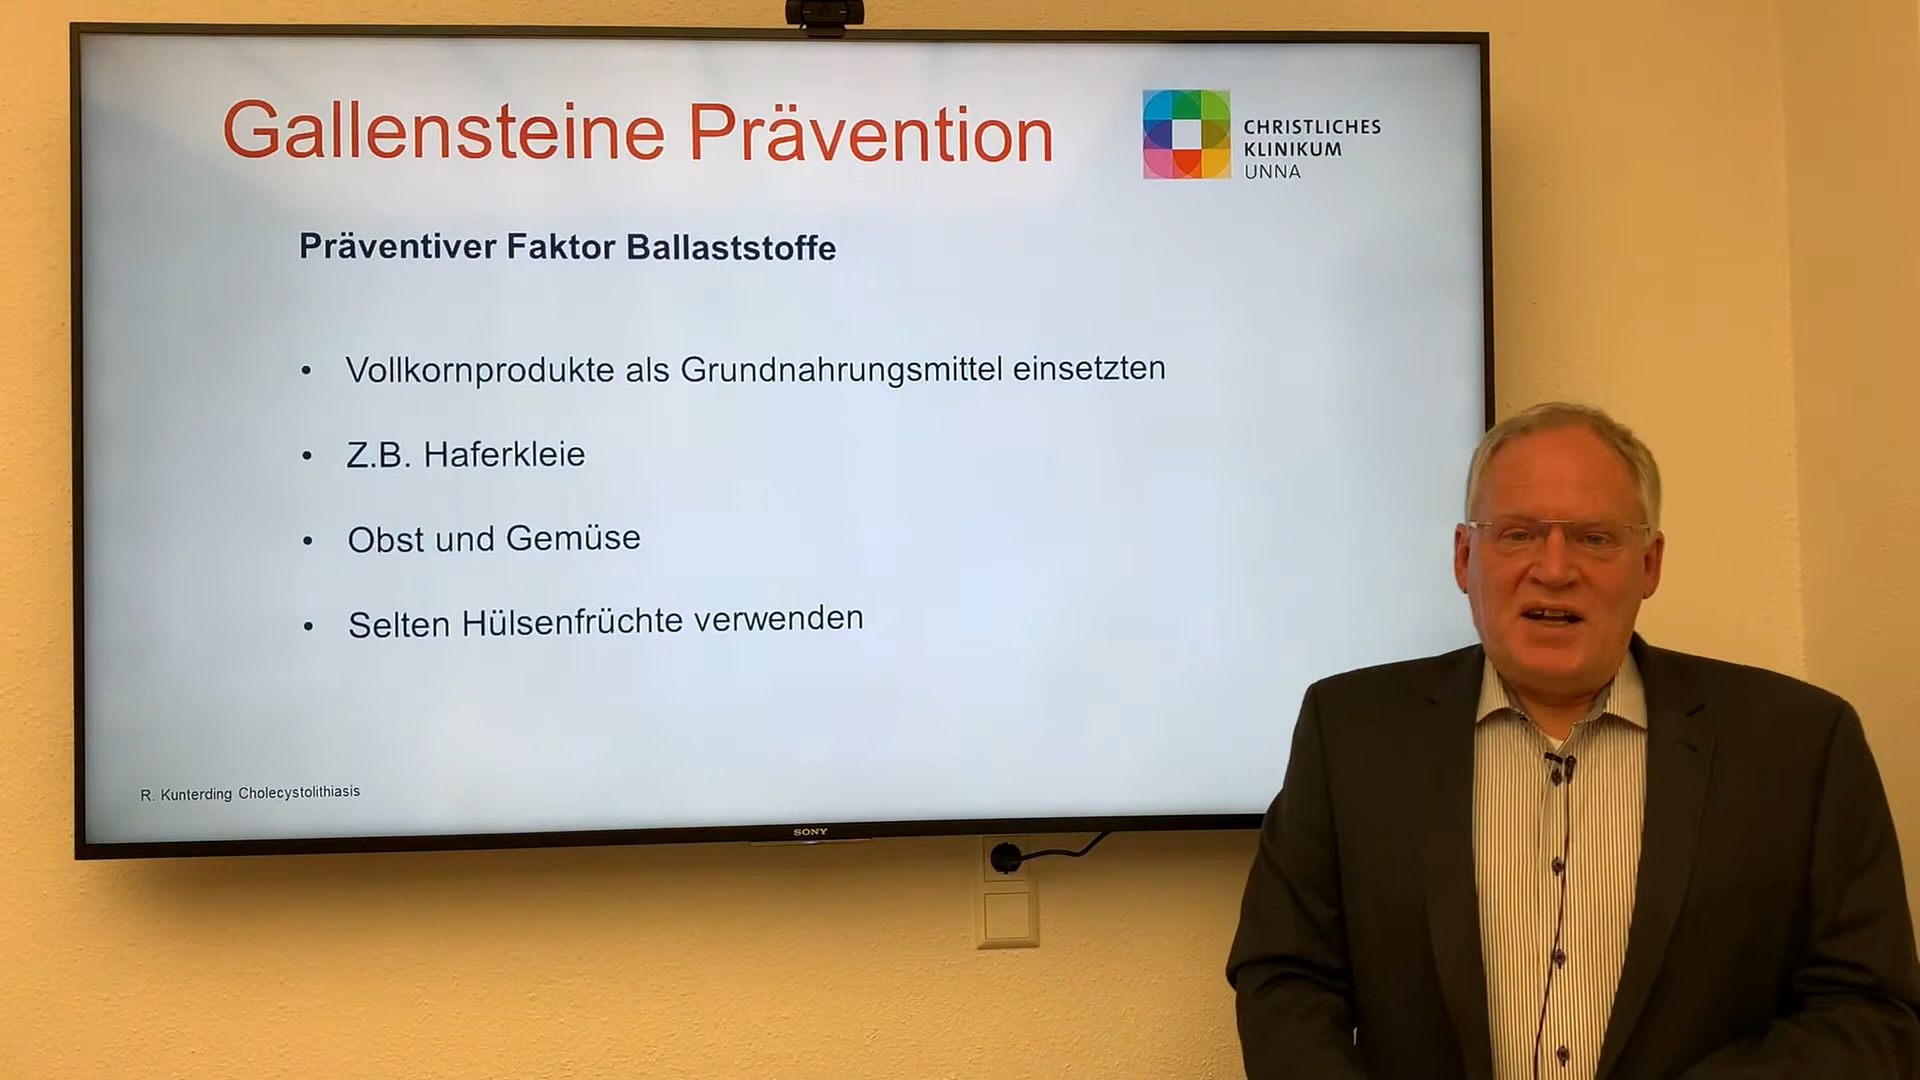 Gallensteine Prävention
CHRISTLICHES
KLINIKUM
UNNA
Präventiver Faktor Ballaststoffe
• Vollkornprodukte als Grundnahrungsmittel einsetzten
• Z.B. Haferkleie
• Obst und Gemüse
• Selten Hülsenfrüchte verwenden
R. Kunterding Cholecystolithiasis
SONY